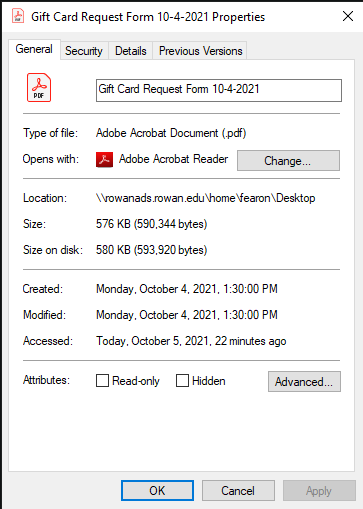 Gift Card Request Form 10-4-2021 Properties
General Security Details Previous Versions
PDF
Gift Card Request Form 10-4-2021
Type of file: Adobe Acrobat Document (.pdf)
Opens with: Adobe Acrobat Reader Change...
Location: \\rowanads.rowan.edu\home\fearon\Desktop
Size: 576 KB (590,344 bytes)
Size on disk: 580 KB (593,920 bytes)
Created: Monday, October 4, 2021, 1:30:00 PM
Modified: Monday, October 4, 2021, 1:30:00 PM
Accessed: Today, October 5, 2021, 22 minutes ago
Attributes: Read-only Hidden Advanced...
OK Cancel Apply